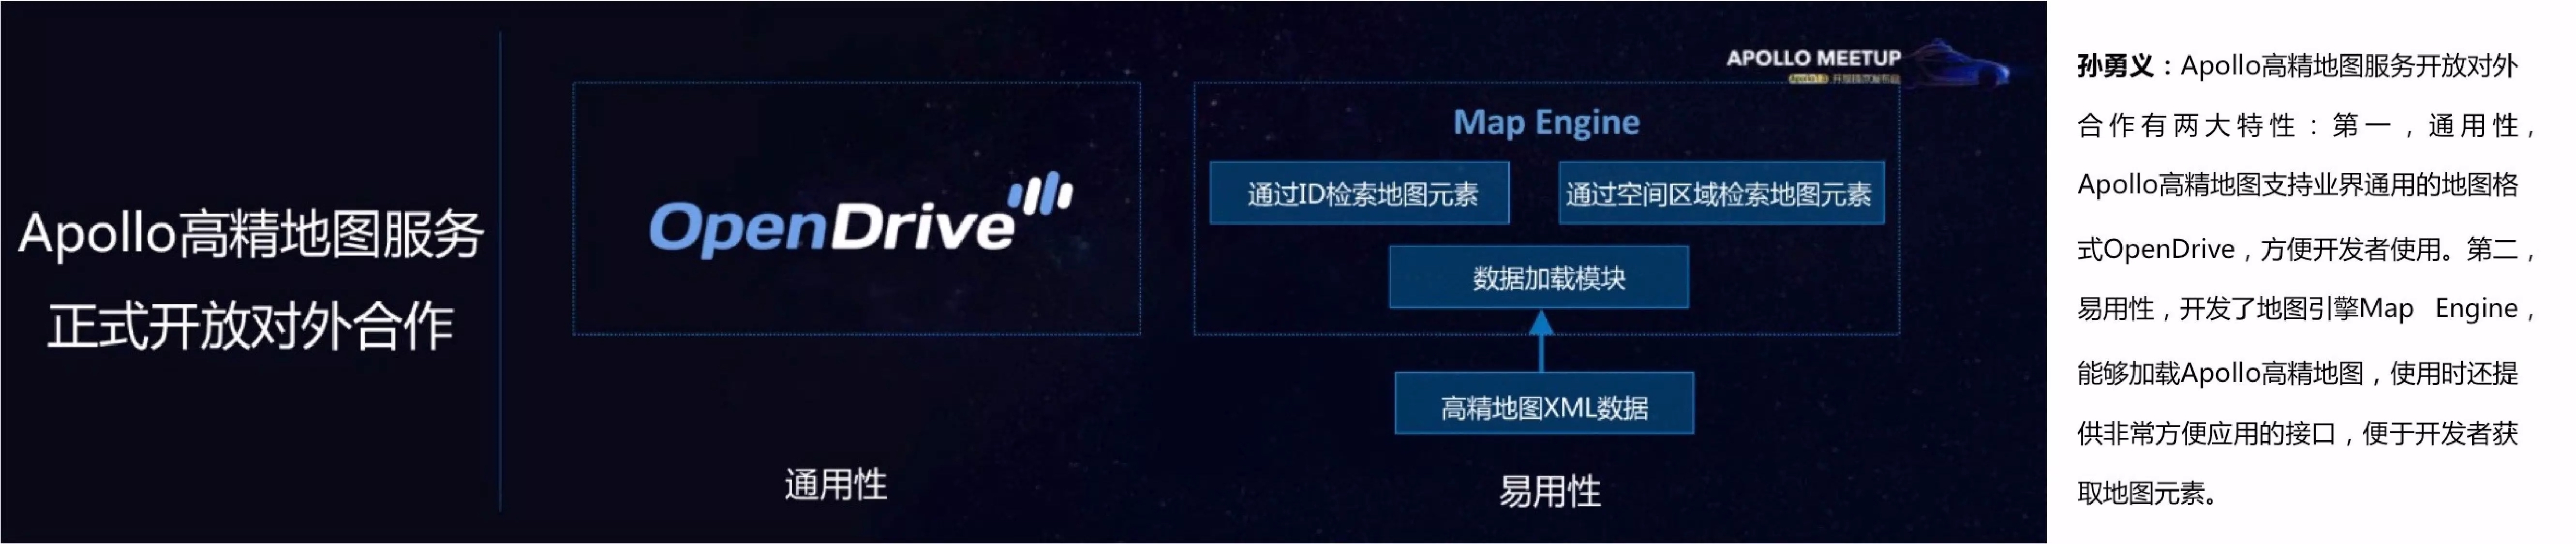 Apollo高精地图服务
正式开放对外合作
OpenDrive
通用性
APOLLO MEETUP
Map Engine
通过ID检索地图元素
通过空间区域检索地图元素
数据加载模块
高精地图XML数据
易用性
孙勇义：Apollo高精地图服务开放对外
合作有两大特性：第一，通用性，
Apollo高精地图支持业界通用的地图格
式OpenDrive，方便开发者使用。第二，
易用性，开发了地图引擎Map Engine，
能够加载Apollo高精地图，使用时还提
供非常方便应用的接口，便于开发者获
取地图元素。